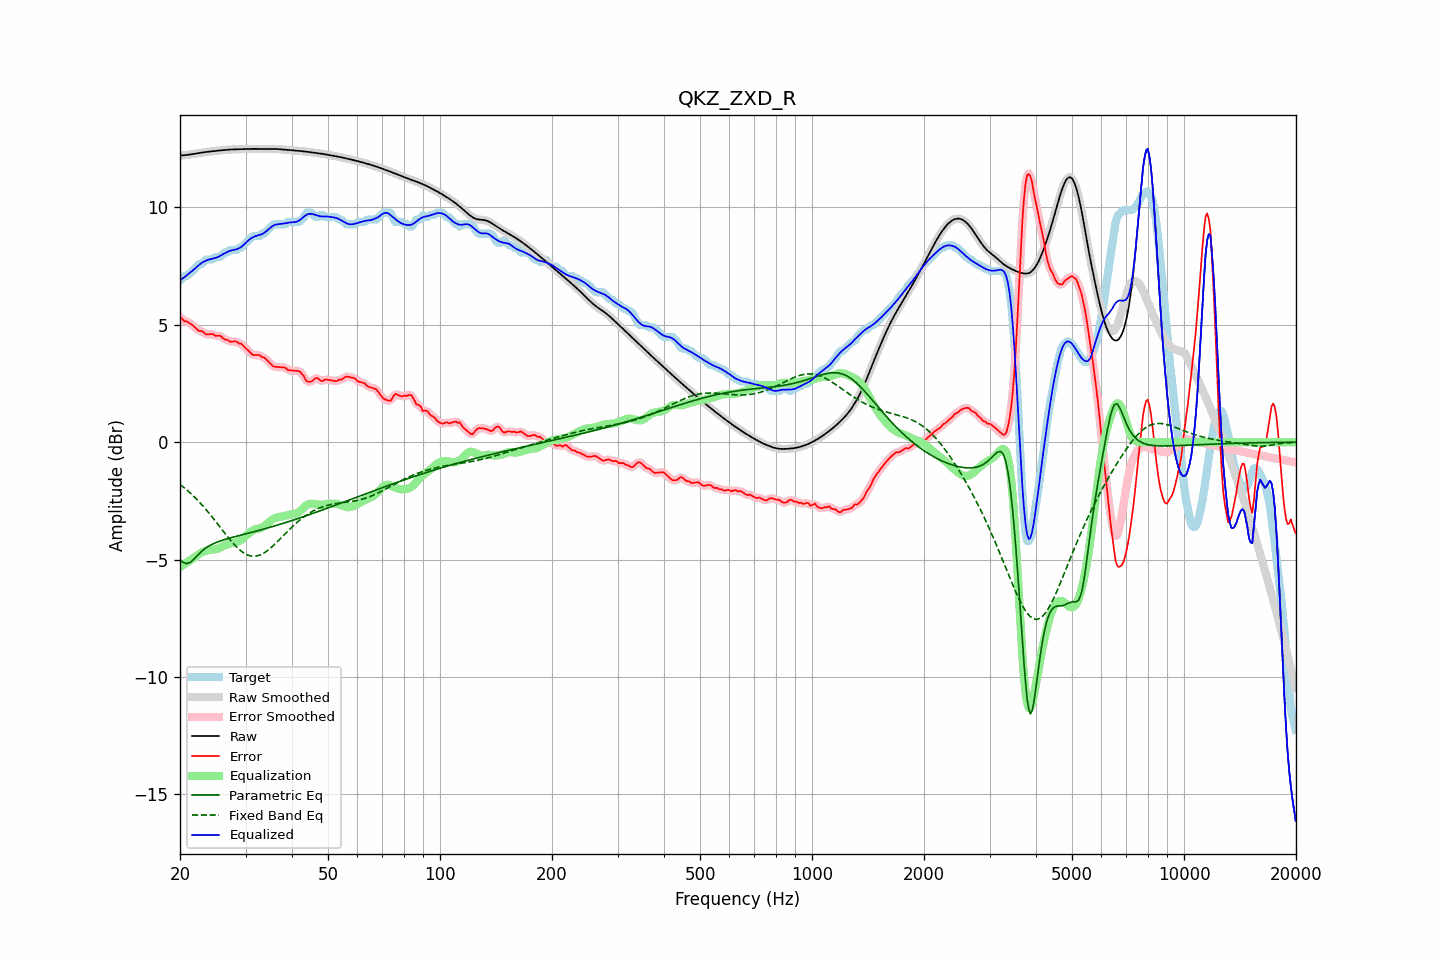 QKZ_ZXD_R
Amplitude (dBr)
10
5
0
−5
−10
−15
Target
Raw Smoothed
Error Smoothed
Raw
Error
Equalization
Parametric Eq
Fixed Band Eq
Equalized
20 50 100 200 500 1000 2000 5000 10000 20000
Frequency (Hz)